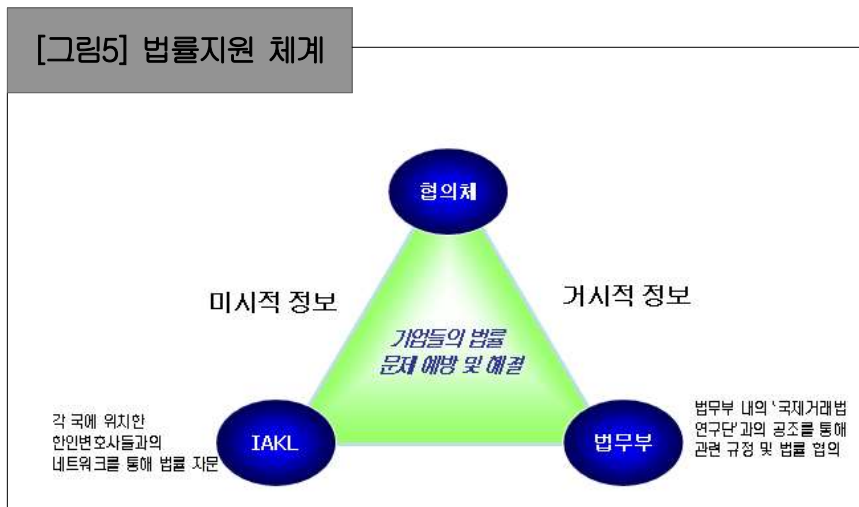 [그림5] 법률지원 체계
협의체
미시적 정보
거시적 정보
기업들의 법률
문제 예방 및 해결
각 국에 위치한
한인변호사들과의
네트워크를 통해 법률 자문
IAKL
법무부
법무부 내의 '국제거래법
연구단'과의 공조를 통해
관련 규정 및 법률 협의